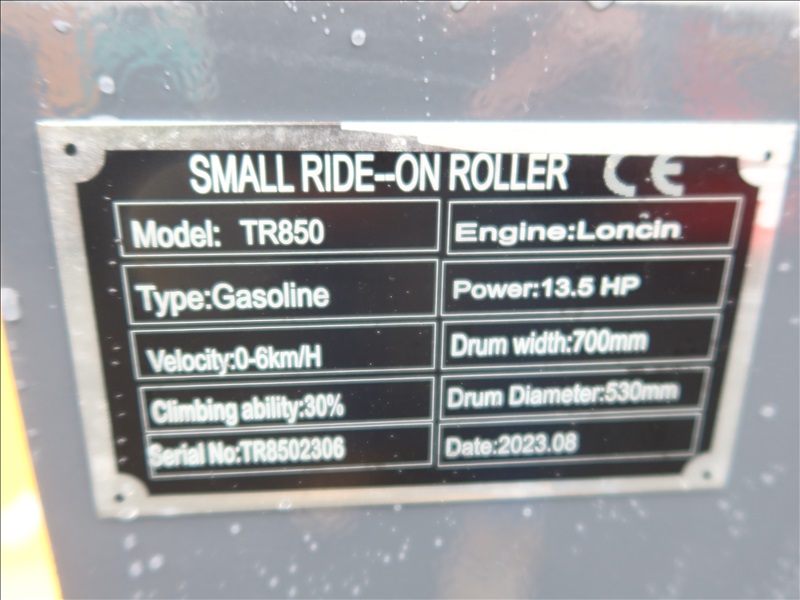 SMALL RIDE--ON ROLLER CE
Model: TR850
Engine:Loncin
Type:Gasoline
Power:13.5 HP
Velocity:0-6km/H
Drum width:700mm
Climbing ability:30%
Drum Diameter:530mm
Serial No:TR8502306
Date:2023.08